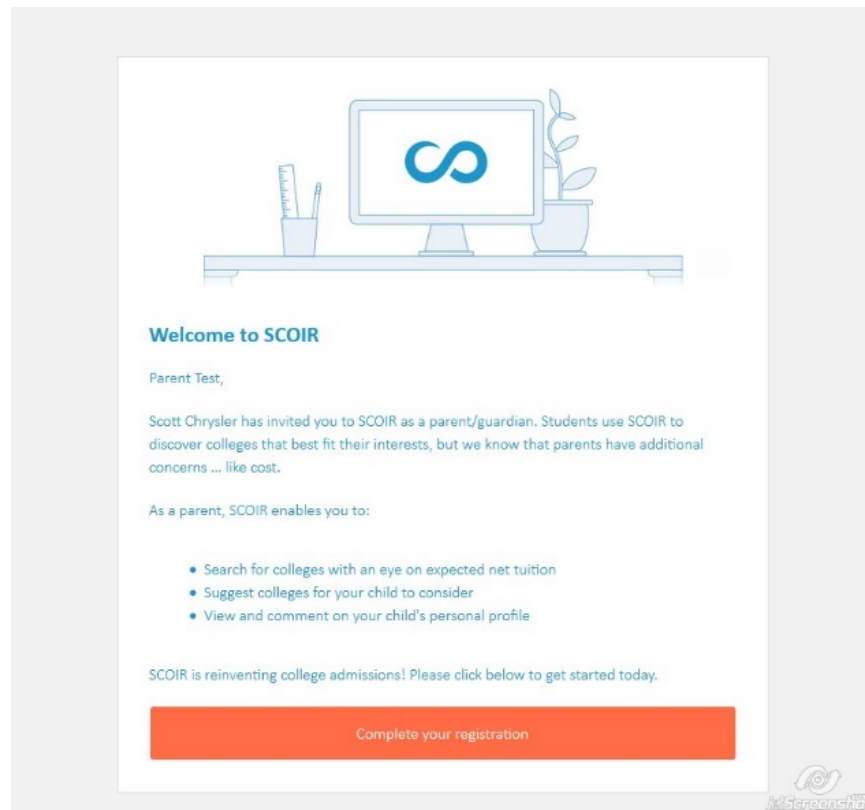 Welcome to SCOIR
Parent Test,
Scott Chrysler has invited you to SCOIR as a parent/guardian. Students use SCOIR to
discover colleges that best fit their interests, but we know that parents have additional
concerns ... like cost.
As a parent, SCOIR enables you to:
• Search for colleges with an eye on expected net tuition
• Suggest colleges for your child to consider
• View and comment on your child's personal profile
SCOIR is reinventing college admissions! Please click below to get started today.
Complete your registration